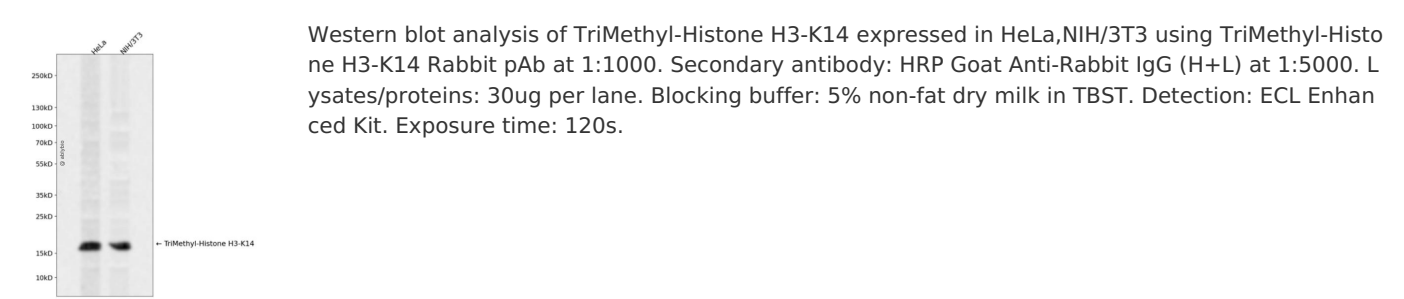 HeLa
NIH/3T3
250kD
130kD
100kD
70kD
55kD
35kD
25kD
15kD
10kD
@ abtybio
← TriMethyl-Histone H3-K14
Western blot analysis of TriMethyl-Histone H3-K14 expressed in HeLa,NIH/3T3 using TriMethyl-Histo
ne H3-K14 Rabbit pAb at 1:1000. Secondary antibody: HRP Goat Anti-Rabbit IgG (H+L) at 1:5000. L
ysates/proteins: 30ug per lane. Blocking buffer: 5% non-fat dry milk in TBST. Detection: ECL Enhan
ced Kit. Exposure time: 120s.